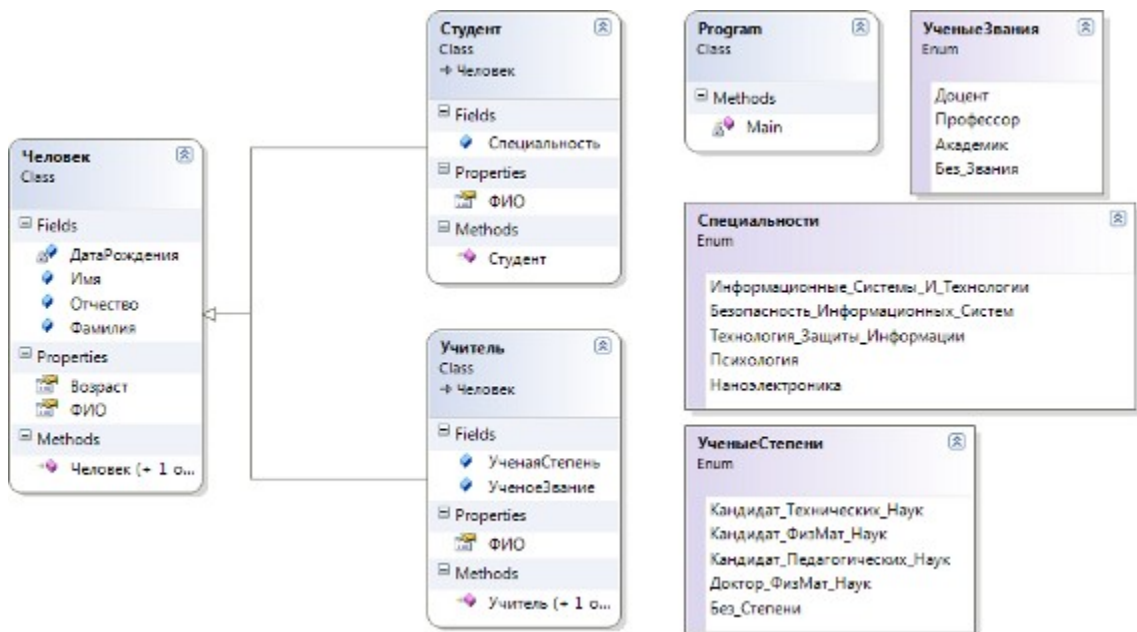 Человек
Class
Fields
ДатаРождения
Имя
Отчество
Фамилия
Properties
Возраст
ФИО
Methods
Человек (+ 1 о...
Студент
Class
Человек
Fields
Специальность
Properties
ФИО
Methods
Студент
Учитель
Class
Человек
Fields
УченаяСтепень
УченоеЗвание
Properties
ФИО
Methods
Учитель (+ 1 о...
Program
Class
Methods
Main
УченыеЗвания
Enum
Доцент
Профессор
Академик
Без_Звания
Специальности
Enum
Информационные_Системы_И_Технологии
Безопасность_Информационных_Систем
Технология_Защиты_Информации
Психология
Наноэлектроника
УченыеСтепени
Enum
Кандидат_Технических_Наук
Кандидат_ФизМат_Наук
Кандидат_Педагогических_Наук
Доктор_ФизМат_Наук
Без_Степени